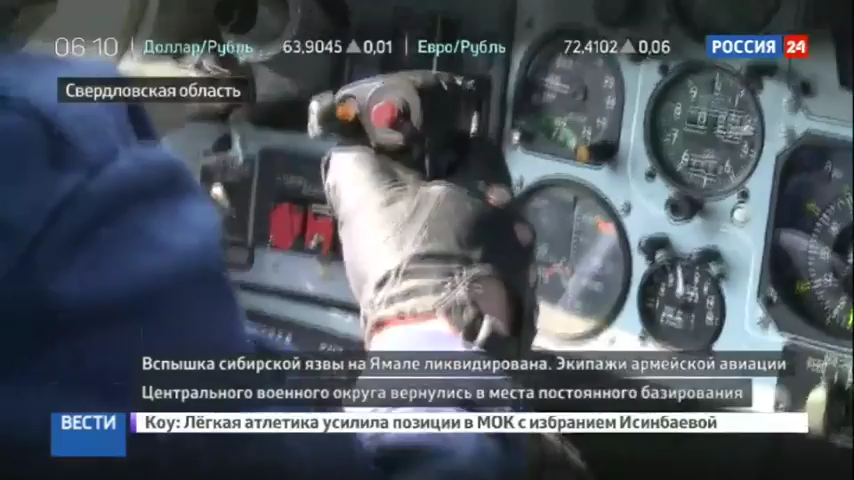 06:10 Доллар/Рубль 63,9045 ▲ 0,01 | Евро/Рубль 72,4102 ▲ 0,06 РОССИЯ 24
Свердловская область
Вспышка сибирской язвы на Ямале ликвидирована. Экипажи армейской авиации
Центрального военного округа вернулись в места постоянного базирования
ВЕСТИ
Коу: Лёгкая атлетика усилила позиции в МОК с избранием Исинбаевой